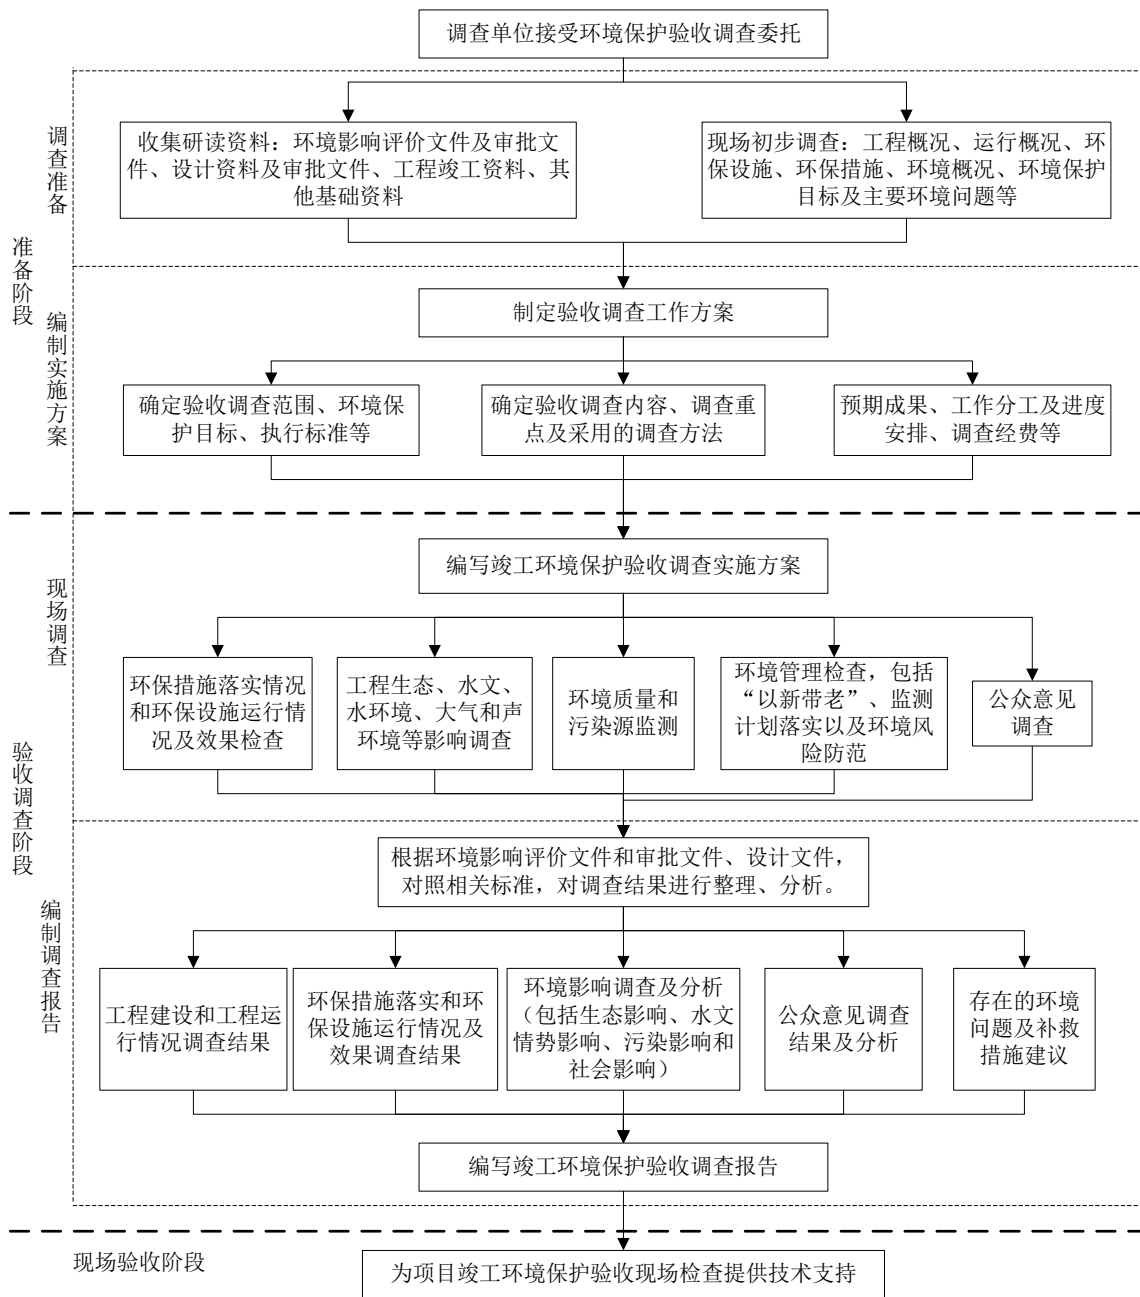 调查单位接受环境保护验收调查委托
准备阶段
调查准备
收集研读资料：环境影响评价文件及审批文
件、设计资料及审批文件、工程竣工资料、其
他基础资料
现场初步调查：工程概况、运行概况、环
保设施、环保措施、环境概况、环境保护
目标及主要环境问题等
编制实施方案
制定验收调查工作方案
确定验收调查范围、环境保
护目标、执行标准等
确定验收调查内容、调查重
点及采用的调查方法
预期成果、工作分工及进度
安排、调查经费等
验收调查阶段
现场调查
编写竣工环境保护验收调查实施方案
环保措施落实情况
和环保设施运行情
况及效果检查
工程生态、水文、
水环境、大气和声
环境等影响调查
环境质量和
污染源监测
环境管理检查，包括
“以新带老”、监测
计划落实以及环境风
险防范
公众意见
调查
编制调查报告
根据环境影响评价文件和审批文件、设计文件，
对照相关标准，对调查结果进行整理、分析。
工程建设和工程运
行情况调查结果
环保措施落实和环
保设施运行情况及
效果调查结果
环境影响调查及分析
（包括生态影响、水文
情势影响、污染影响和
社会影响）
公众意见调查
结果及分析
存在的环境
问题及补救
措施建议
编写竣工环境保护验收调查报告
现场验收阶段
为项目竣工环境保护验收现场检查提供技术支持